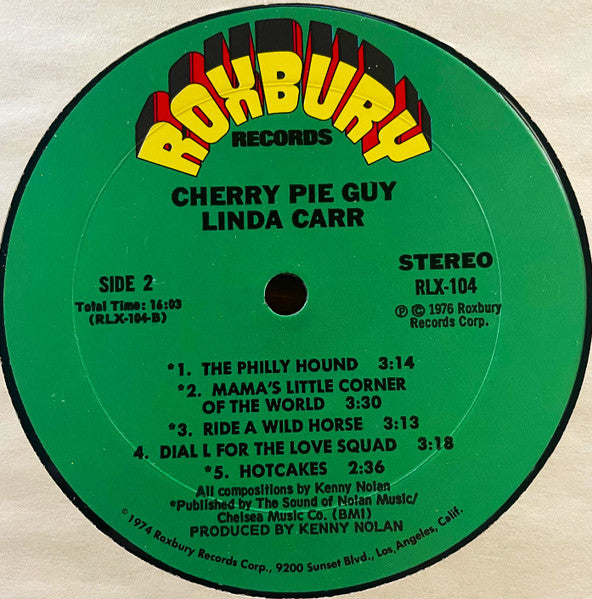 ROXBURY
RECORDS
CHERRY PIE GUY
LINDA CARR
STEREO
SIDE 2
RLX-104
Total Time: 16:03
(RLX-104-B)
℗ © 1976 Roxbury
Records Corp.
*1. THE PHILLY HOUND 3:14
*2. MAMA'S LITTLE CORNER
OF THE WORLD 3:30
*3. RIDE A WILD HORSE 3:13
4. DIAL L FOR THE LOVE SQUAD 3:18
*5. HOTCAKES 2:36
All compositions by Kenny Nolan
*Published by The Sound of Nolan Music/
Chelsea Music Co. (BMI)
PRODUCED BY KENNY NOLAN
©1974 Roxbury Records Corp., 9200 Sunset Blvd., Los Angeles, Calif.